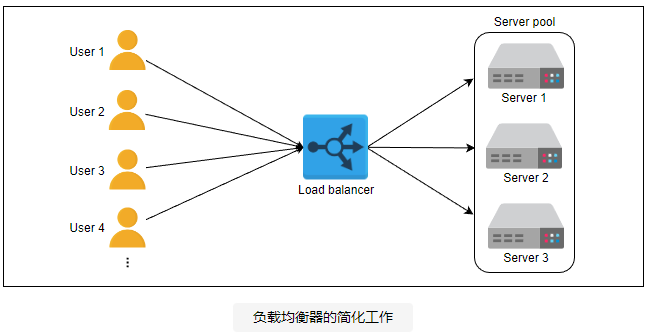 Server pool
User 1
User 2
User 3
User 4
Load balancer
Server 1
Server 2
Server 3
负载均衡器的简化工作